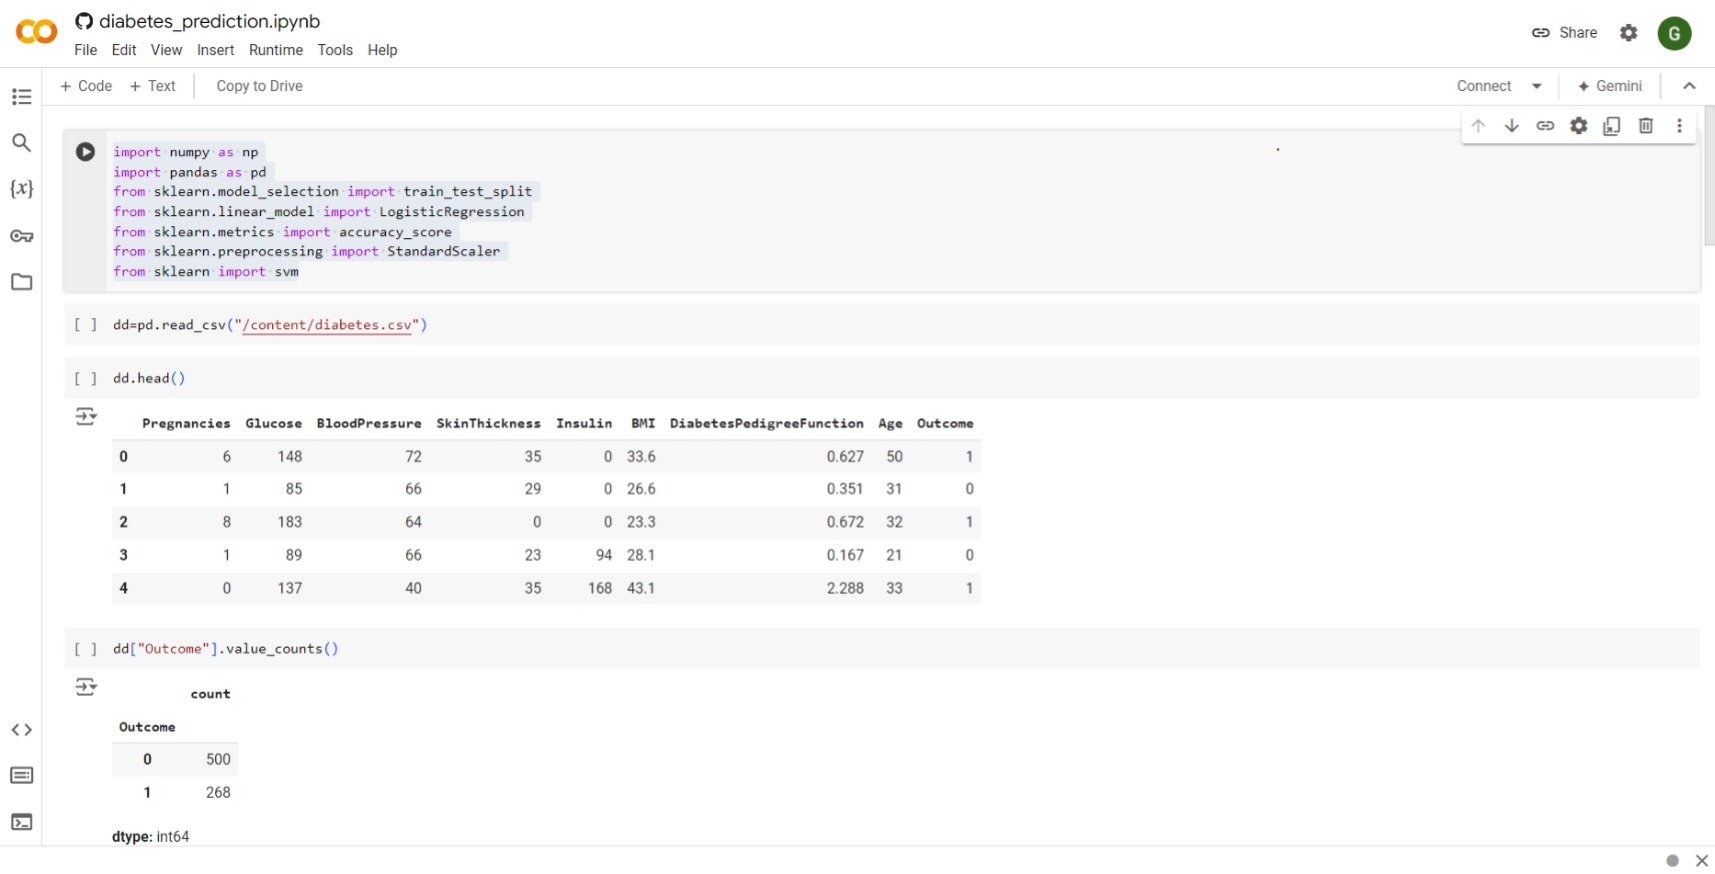 diabetes_prediction.ipynb
File Edit View Insert Runtime Tools Help
Share
G
+ Code + Text Copy to Drive
Connect Gemini
import numpy as np
import pandas as pd
from sklearn.model_selection import train_test_split
from sklearn.linear_model import LogisticRegression
from sklearn.metrics import accuracy_score
from sklearn.preprocessing import StandardScaler
from sklearn import svm
[ ] dd=pd.read_csv("/content/diabetes.csv")
[ ] dd.head()
Pregnancies Glucose BloodPressure SkinThickness Insulin BMI DiabetesPedigreeFunction Age Outcome
0 6 148 72 35 0 33.6 0.627 50 1
1 1 85 66 29 0 26.6 0.351 31 0
2 8 183 64 0 0 23.3 0.672 32 1
3 1 89 66 23 94 28.1 0.167 21 0
4 0 137 40 35 168 43.1 2.288 33 1
[ ] dd["Outcome"].value_counts()
count
Outcome
0 500
1 268
dtype: int64